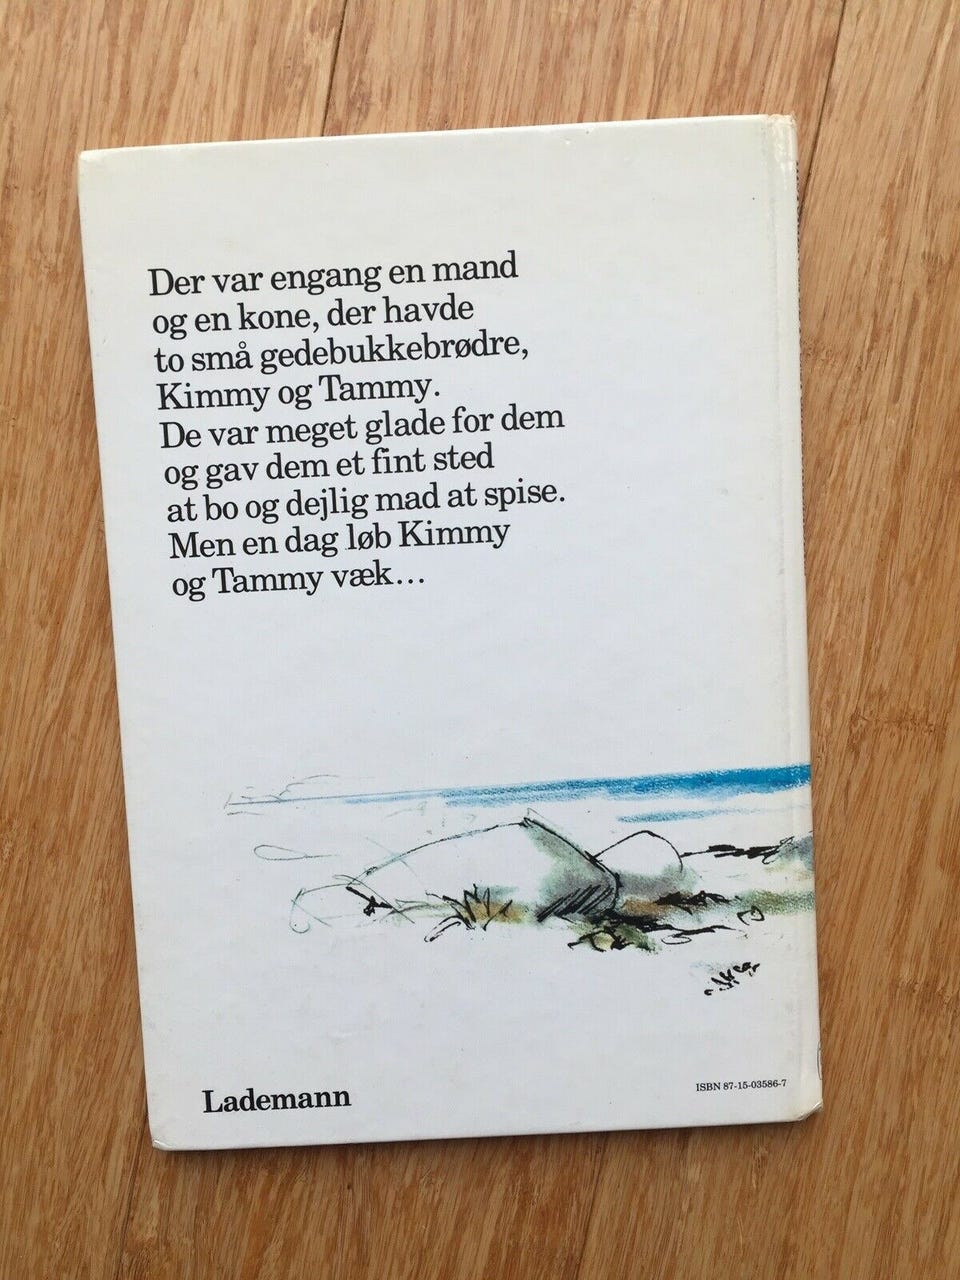 Der var engang en mand
og en kone, der havde
to små gedebukkebrødre,
Kimmy og Tammy.
De var meget glade for dem
og gav dem et fint sted
at bo og dejlig mad at spise.
Men en dag løb Kimmy
og Tammy væk...
Lademann
ISBN 87-15-03586-7